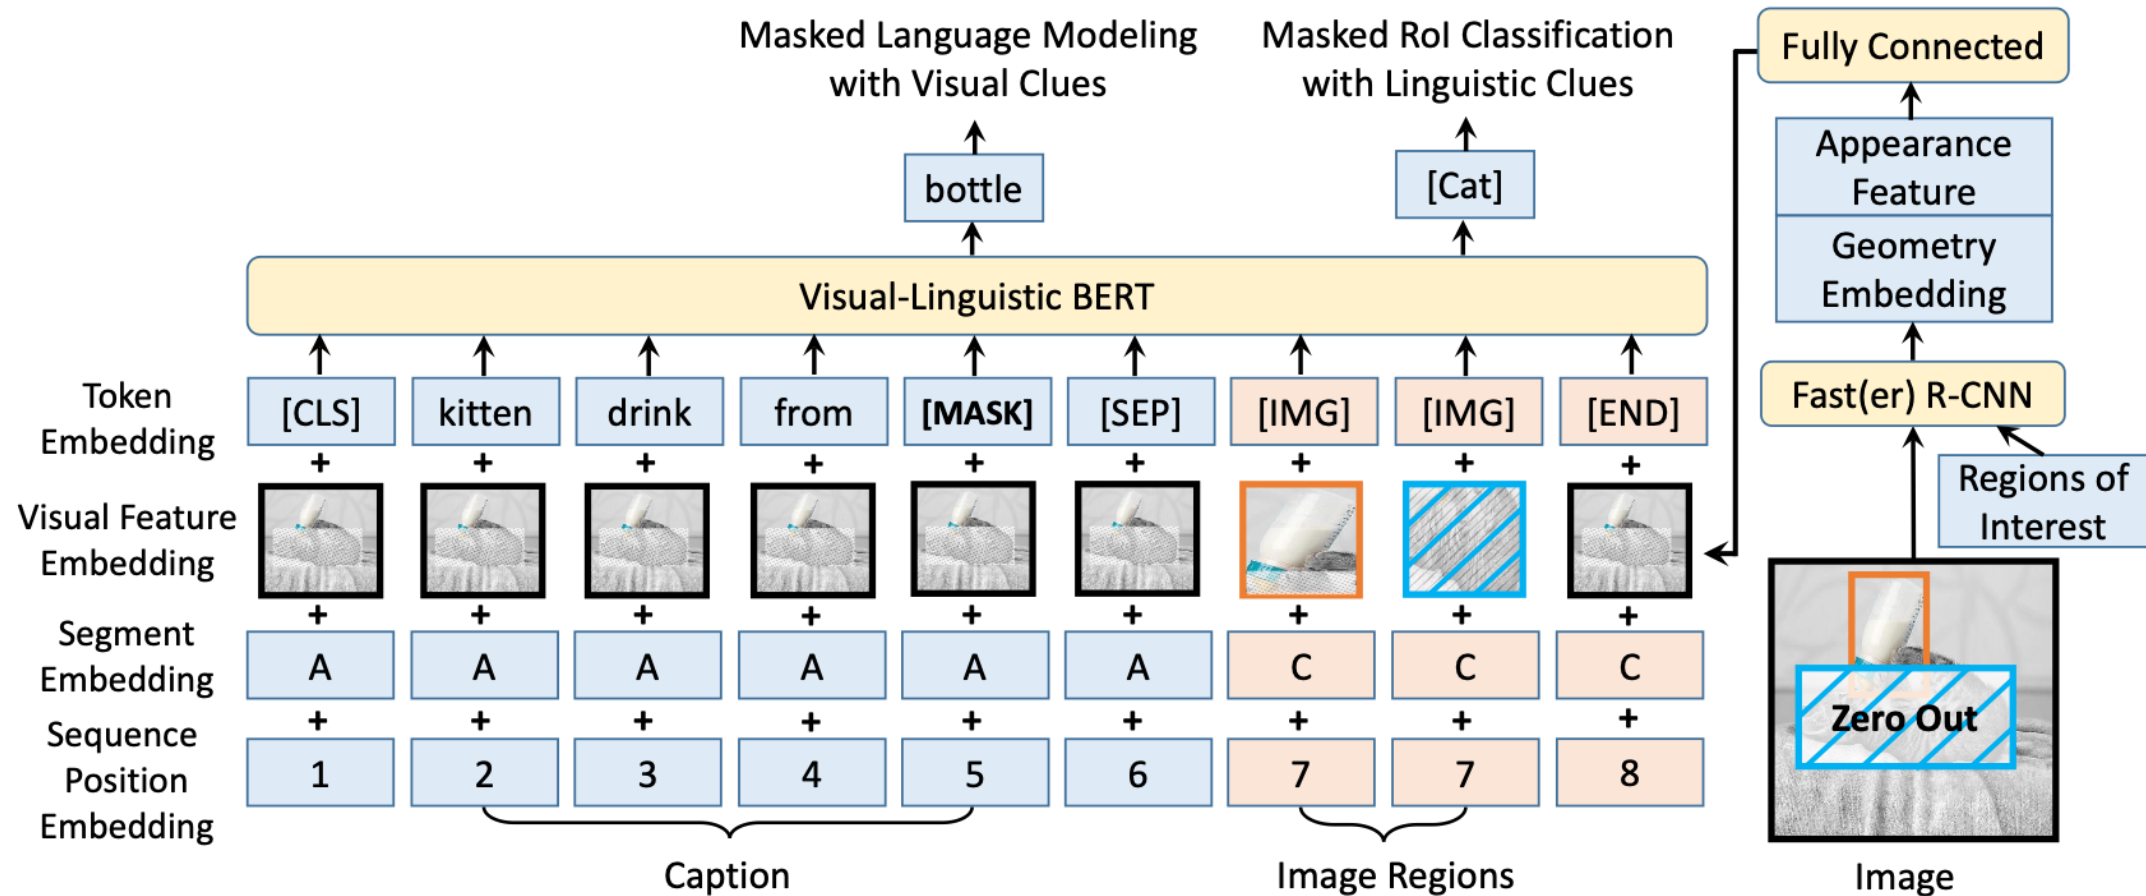 Masked Language Modeling
with Visual Clues
Masked RoI Classification
with Linguistic Clues
Fully Connected
Appearance
Feature
Geometry
Embedding
bottle
[Cat]
Visual-Linguistic BERT
Fast(er) R-CNN
Regions of
Interest
Token
Embedding
[CLS] kitten drink from [MASK] [SEP] [IMG] [IMG] [END]
+ + + + + + + + +
Visual Feature
Embedding
+ + + + + + + + +
Segment
Embedding
A A A A A A C C C
+ + + + + + + + +
Sequence
Position
Embedding
1 2 3 4 5 6 7 7 8
Caption
Image Regions
Zero Out
Image